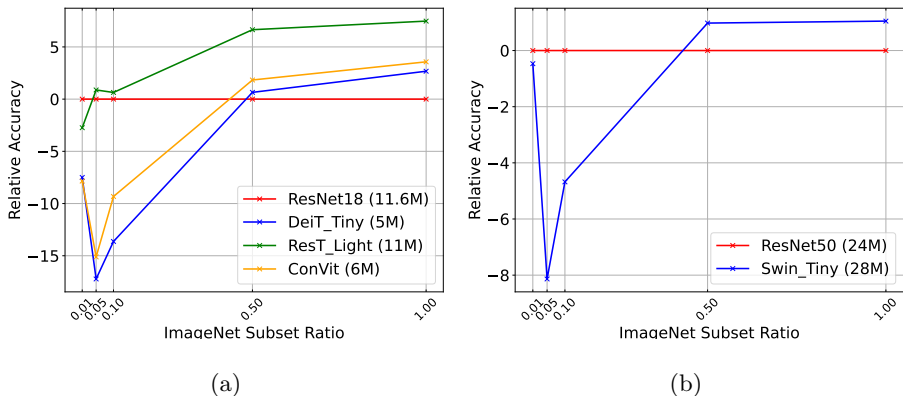 5
0
−5
−10
−15
Relative Accuracy
0.01
0.05
0.10
0.50
1.00
ImageNet Subset Ratio
ResNet18 (11.6M)
DeiT_Tiny (5M)
ResT_Light (11M)
ConVit (6M)
(a)
0
−2
−4
−6
−8
Relative Accuracy
0.01
0.05
0.10
0.50
1.00
ImageNet Subset Ratio
ResNet50 (24M)
Swin_Tiny (28M)
(b)